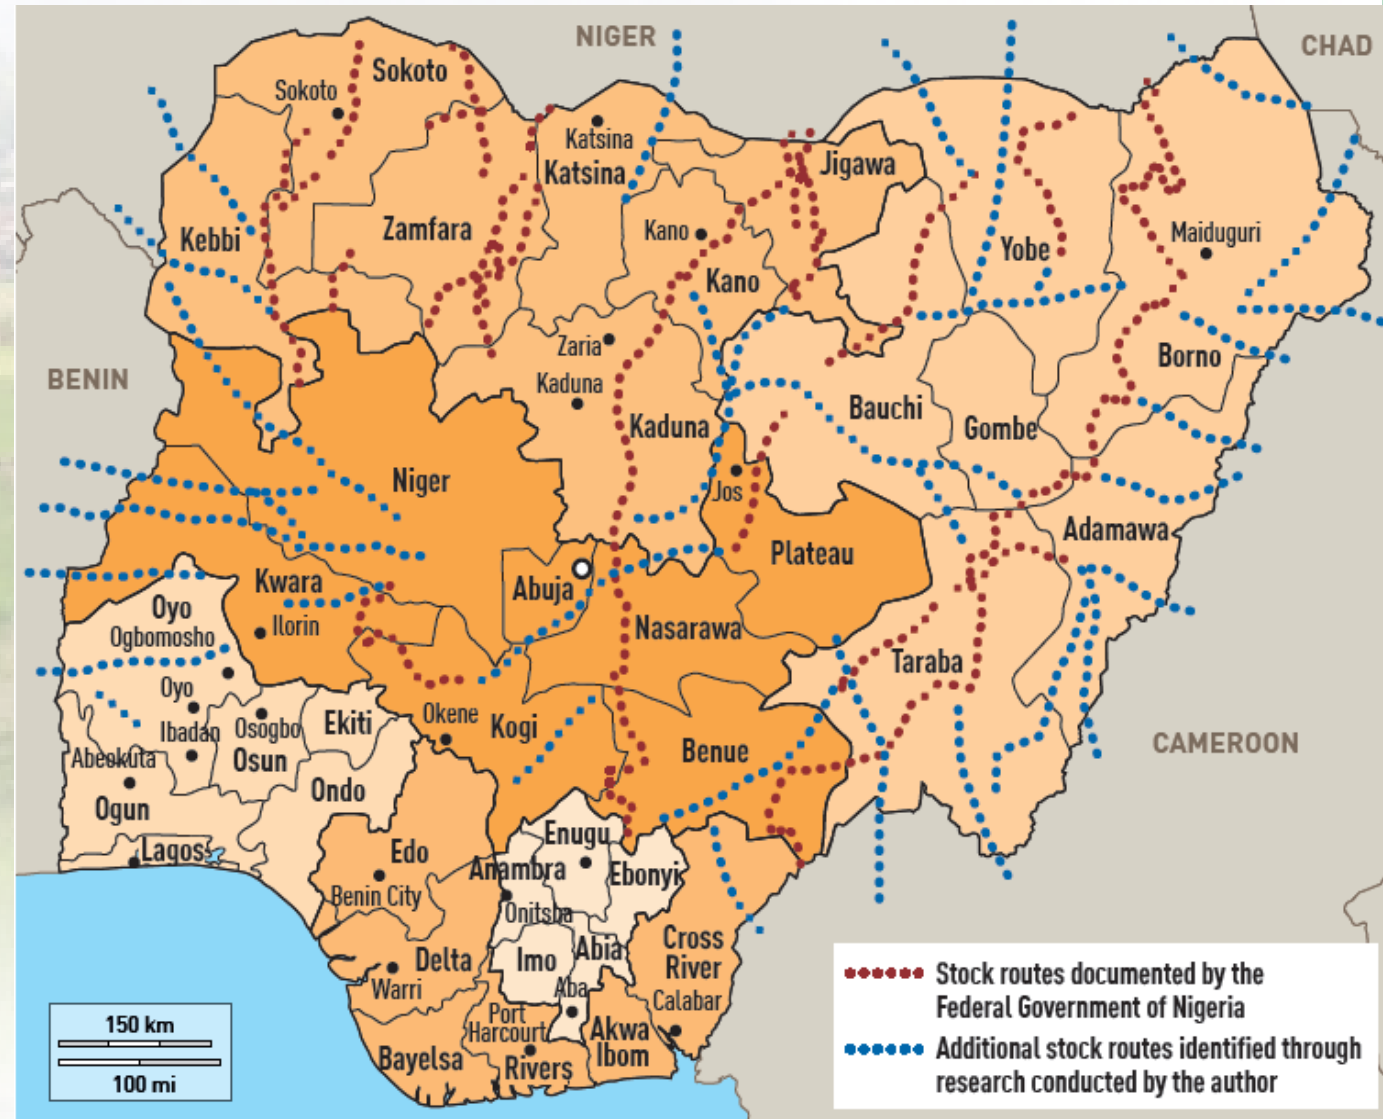 NIGER
CHAD
Sokoto
Sokoto
Katsina
Katsina
Jigawa
Kebbi
Zamfara
Kano
Kano
Yobe
Maiduguri
Zaria
Kaduna
Kaduna
BENIN
Borno
Bauchi
Gombe
Niger
Jos
Plateau
Adamawa
Kwara
Abuja
Oyo
Ogbomosho
Ilorin
Nasarawa
Taraba
Oyo
Ibadan
Osogbo
Osun
Ekiti
Okene
Kogi
Benue
CAMEROON
Abeokuta
Ogun
Ondo
Lagos
Edo
Benin City
Enugu
Anambra
Ebonyi
Onitsha
Delta
Warri
Imo
Abia
Aba
Cross
River
Calabar
Port
Harcourt
Rivers
Akwa
Ibom
Bayelsa
150 km
100 mi
Stock routes documented by the
Federal Government of Nigeria
Additional stock routes identified through
research conducted by the author